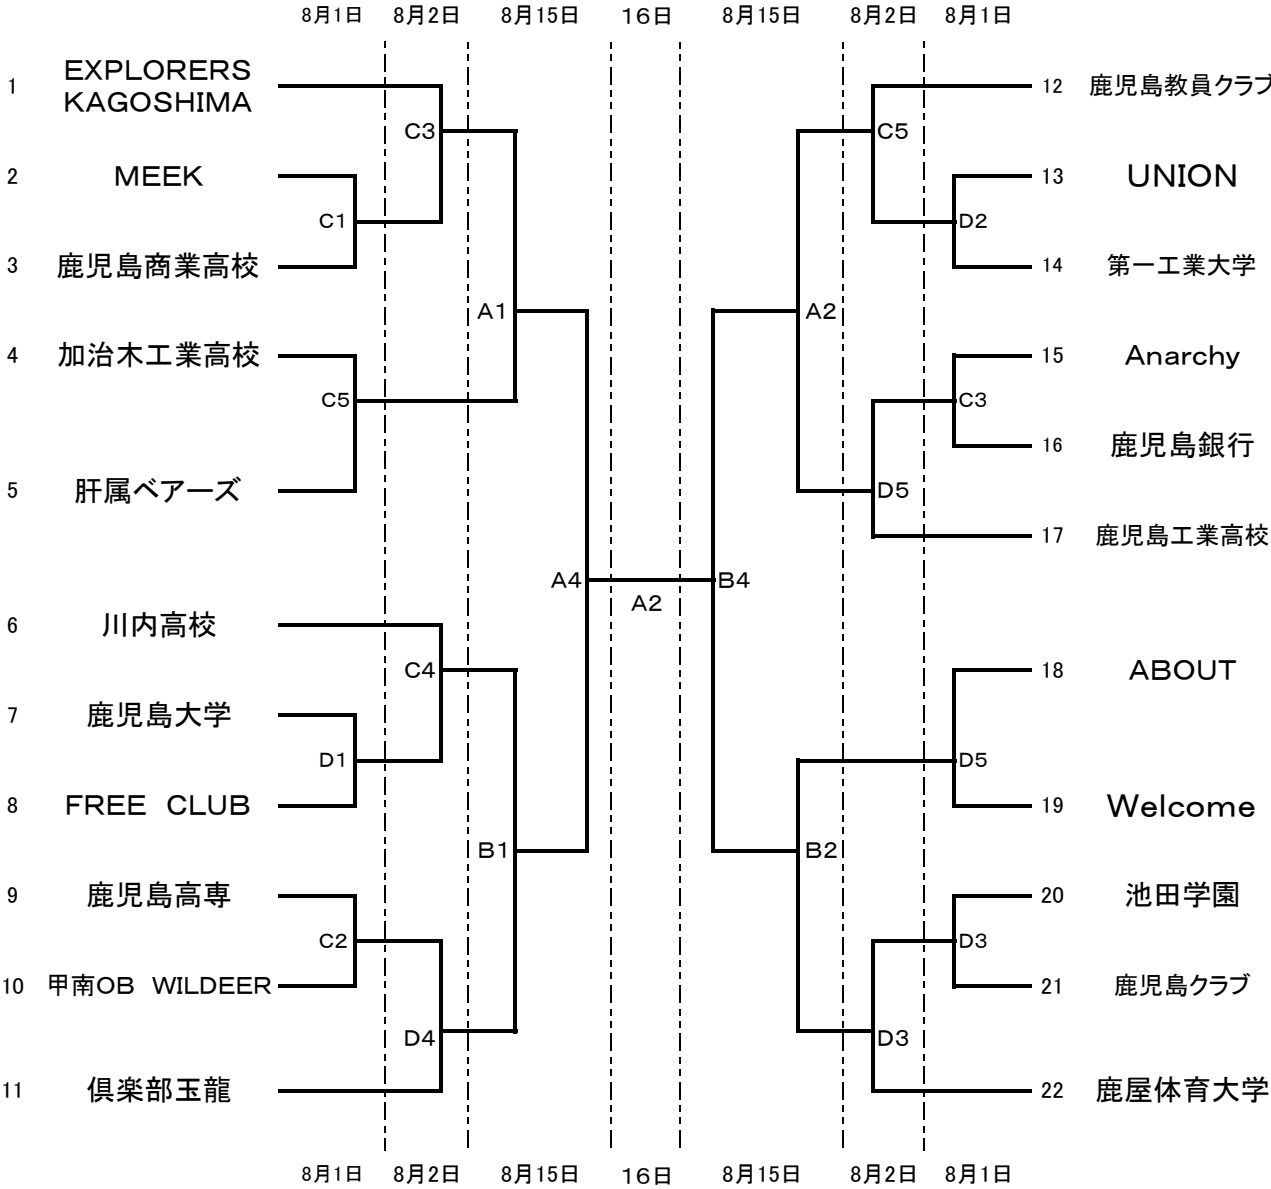 8月1日 8月2日 8月15日 16日 8月15日 8月2日 8月1日
1 EXPLORERS
KAGOSHIMA
12 鹿児島教員クラブ
C3 C5
2 MEEK
13 UNION
C1 D2
3 鹿児島商業高校
14 第一工業大学
A1 A2
4 加治木工業高校
15 Anarchy
C5 C3
16 鹿児島銀行
5 肝属ベアーズ
D5
17 鹿児島工業高校
A4 A2 B4
6 川内高校
C4
18 ABOUT
7 鹿児島大学
D1 D5
8 FREE CLUB
19 Welcome
B1 B2
9 鹿児島高専
20 池田学園
C2 D3
10 甲南OB WILDEER
21 鹿児島クラブ
D4 D3
11 倶楽部玉龍
22 鹿屋体育大学
8月1日 8月2日 8月15日 16日 8月15日 8月2日 8月1日